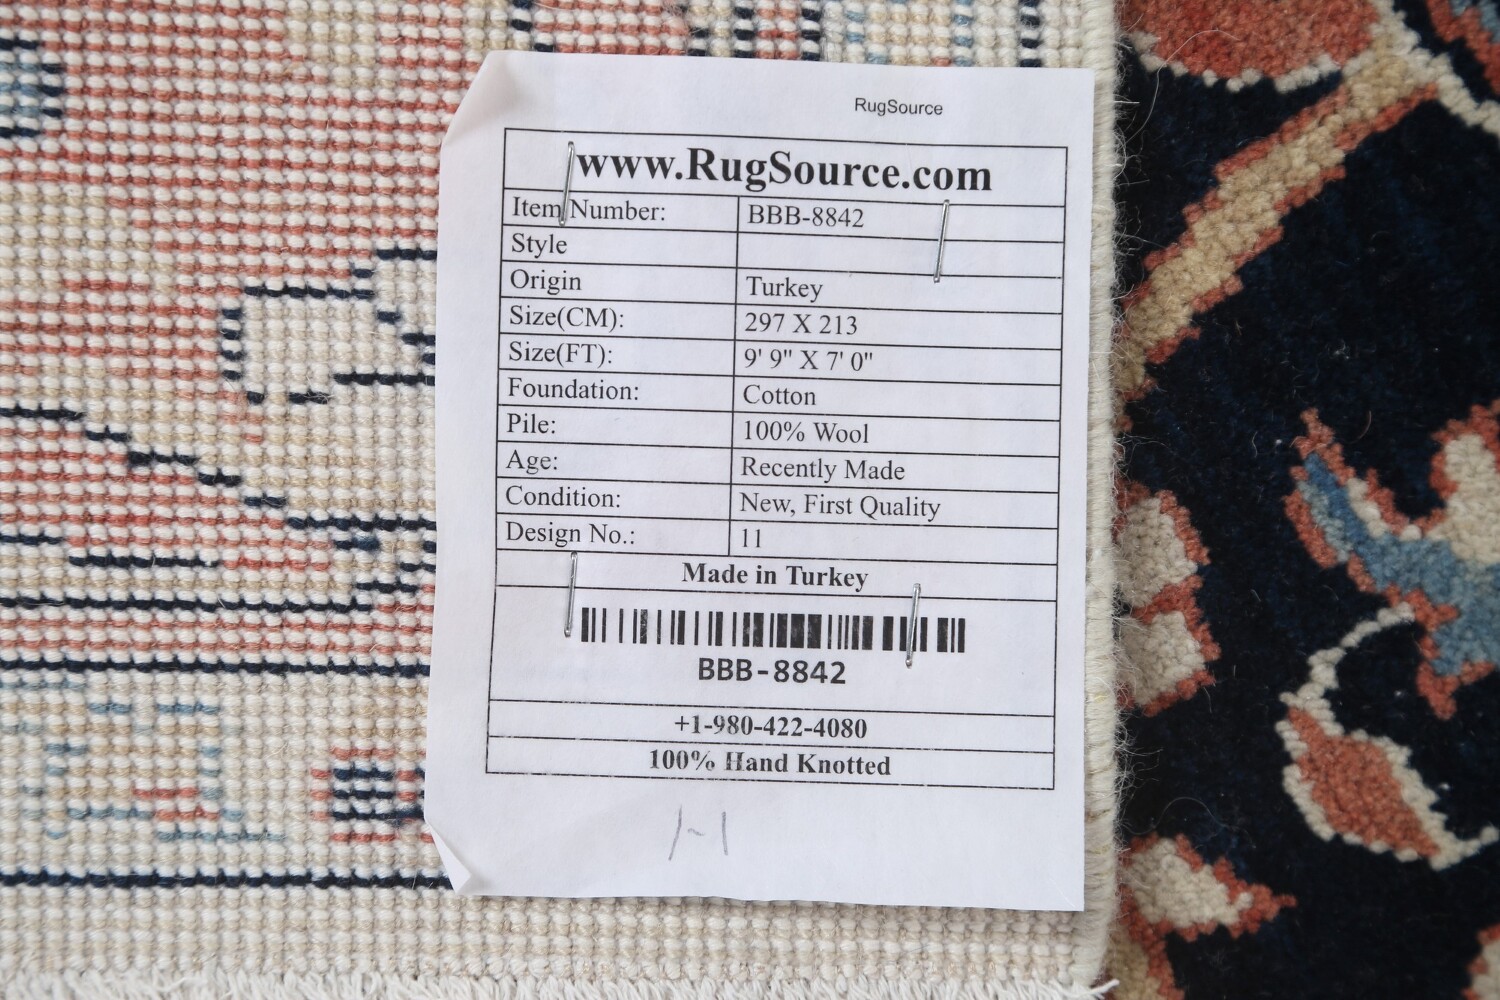 RugSource
www.RugSource.com
Item Number: BBB-8842
Style
Origin Turkey
Size(CM): 297 X 213
Size(FT): 9' 9" X 7' 0"
Foundation: Cotton
Pile: 100% Wool
Age: Recently Made
Condition: New, First Quality
Design No.: 11
Made in Turkey
BBB-8842
+1-980-422-4080
100% Hand Knotted